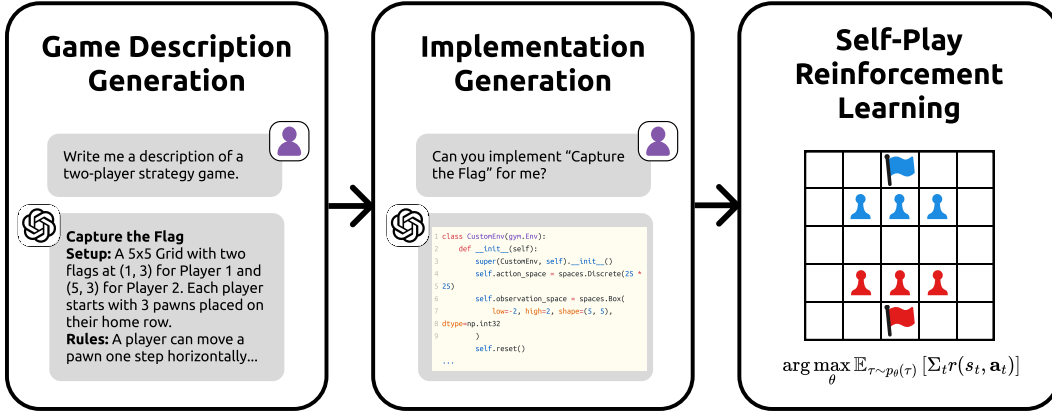 Game Description
Generation
Write me a description of a
two-player strategy game.
Capture the Flag
Setup: A 5x5 Grid with two
flags at (1, 3) for Player 1 and
(5, 3) for Player 2. Each player
starts with 3 pawns placed on
their home row.
Rules: A player can move a
pawn one step horizontally...
Implementation
Generation
Can you implement “Capture
the Flag” for me?
1 class CustomEnv(gym.Env):
2 def __init__(self):
3 super(CustomEnv, self).__init__()
4 self.action_space = spaces.Discrete(25 *
5 25)
6 self.observation_space = spaces.Box(
7 low=-2, high=2, shape=(5, 5),
8 dtype=np.int32
9 )
self.reset()
...
Self-Play
Reinforcement
Learning
arg max_θ 𝔼_{τ∼p_θ(τ)} [Σ_t r(s_t, a_t)]